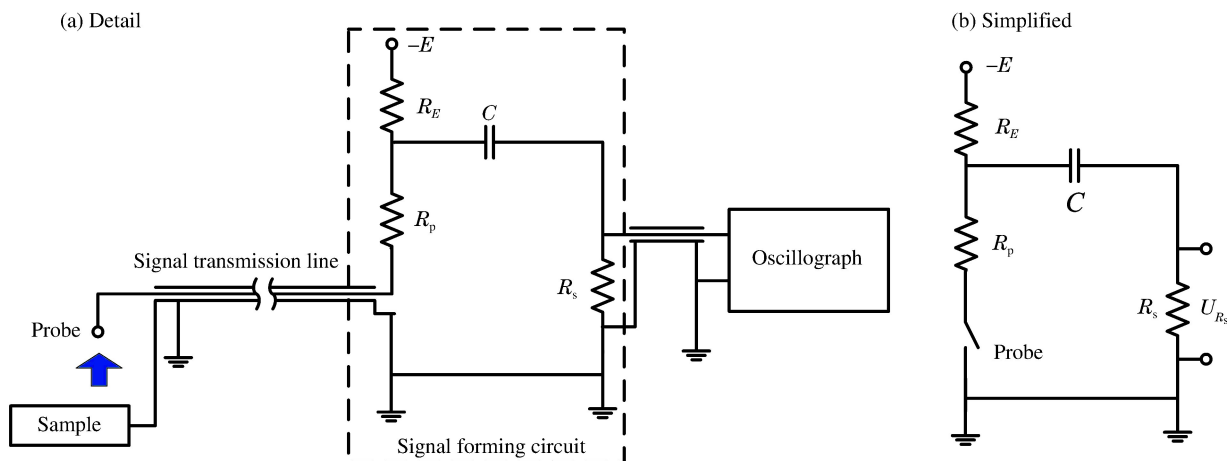 (a) Detail
–E
R_E
C
R_p
Signal transmission line
Probe
Sample
R_s
Oscillograph
Signal forming circuit
(b) Simplified
–E
R_E
C
R_p
R_s
U_{R_s}
Probe